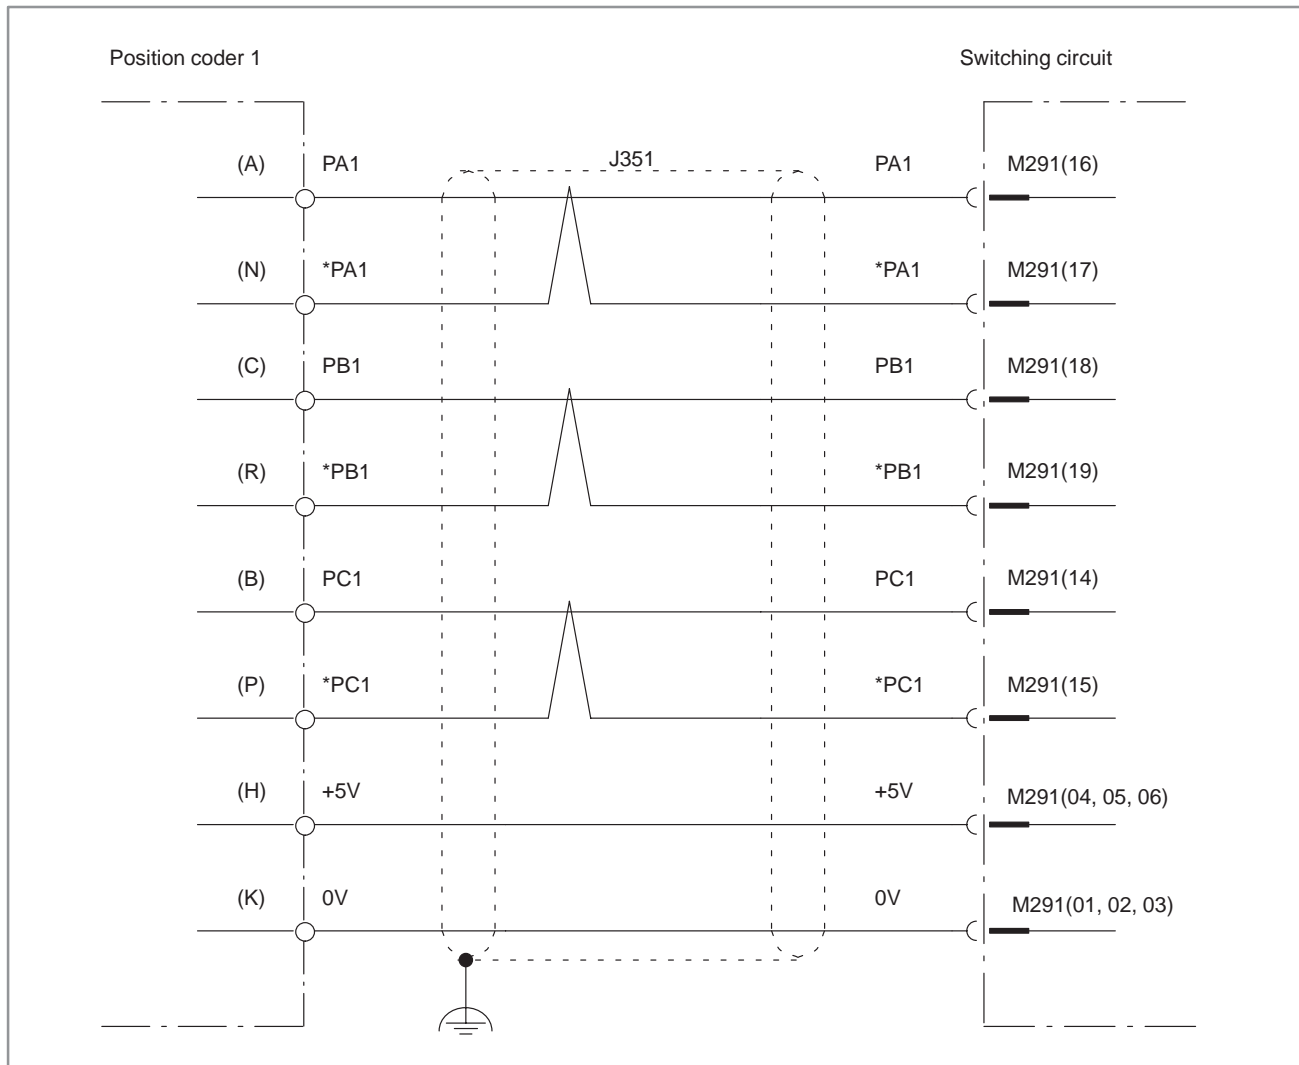 Position coder 1 Switching circuit
(A) PA1 J351 PA1 M291(16)
(N) *PA1 *PA1 M291(17)
(C) PB1 PB1 M291(18)
(R) *PB1 *PB1 M291(19)
(B) PC1 PC1 M291(14)
(P) *PC1 *PC1 M291(15)
(H) +5V +5V M291(04, 05, 06)
(K) 0V 0V M291(01, 02, 03)